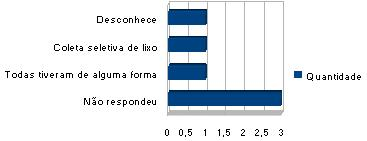 Desconhece
Coleta seletiva de lixo
Todas tiveram de alguma forma
Não respondeu
Quantidade
0 0,5 1 1,5 2 2,5 3